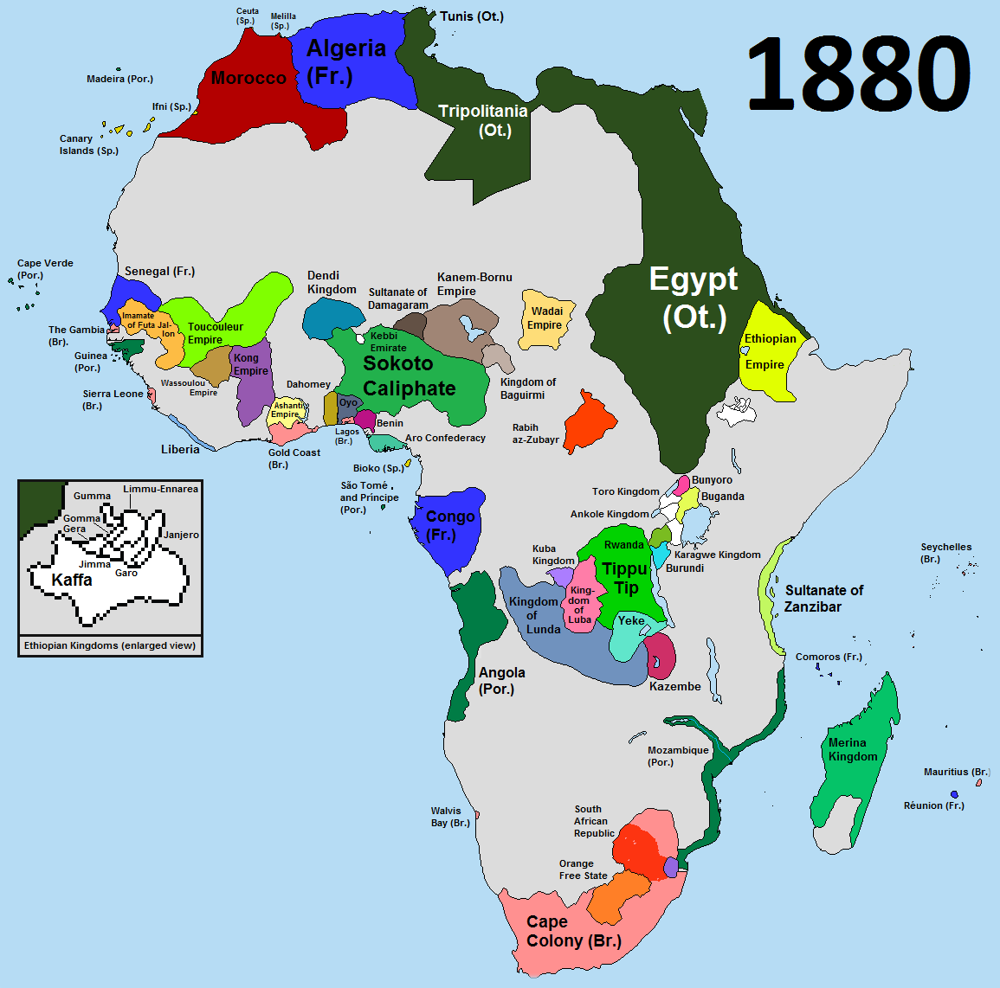 1880
Ceuta
(Sp.)
Melilla
(Sp.)
Tunis (Ot.)
Algeria
(Fr.)
Morocco
Madeira (Por.)
Ifni (Sp.)
Canary
Islands (Sp.)
Tripolitania
(Ot.)
Egypt
(Ot.)
Cape Verde
(Por.)
Senegal (Fr.)
Dendi
Kingdom
Sultanate of
Damagaram
Kanem-Bornu
Empire
Wadai
Empire
Imamate
of Futa Jal-
lon
Toucouleur
Empire
The Gambia
(Br).
Guinea
(Por.)
Kebbi
Emirate
Sokoto
Caliphate
Ethiopian
Empire
Kong
Empire
Wassoulou
Empire
Dahomey
Kingdom of
Baguirmi
Sierra Leone
(Br.)
Ashanti
Empire
Oyo
Benin
Lagos
(Br.)
Aro Confederacy
Rabih
az-Zubayr
Liberia
Gold Coast
(Br.)
Bioko (Sp.)
São Tomé
and Príncipe
(Por.)
Congo
(Fr.)
Bunyoro
Toro Kingdom
Buganda
Ankole Kingdom
Rwanda
Karagwe Kingdom
Burundi
Kuba
Kingdom
Tippu
Tip
King-
dom
of
Luba
Kingdom
of
Lunda
Yeke
Kazembe
Seychelles
(Br.)
Sultanate of
Zanzibar
Comoros (Fr.)
Angola
(Por.)
Mozambique
(Por.)
Merina
Kingdom
Mauritius (Br.)
Réunion (Fr.)
Walvis
Bay (Br.)
South
African
Republic
Orange
Free State
Cape
Colony (Br.)
Limmu-Ennarea
Gumma
Gomma
Gera
Janjero
Jimma
Garo
Kaffa
Ethiopian Kingdoms (enlarged view)